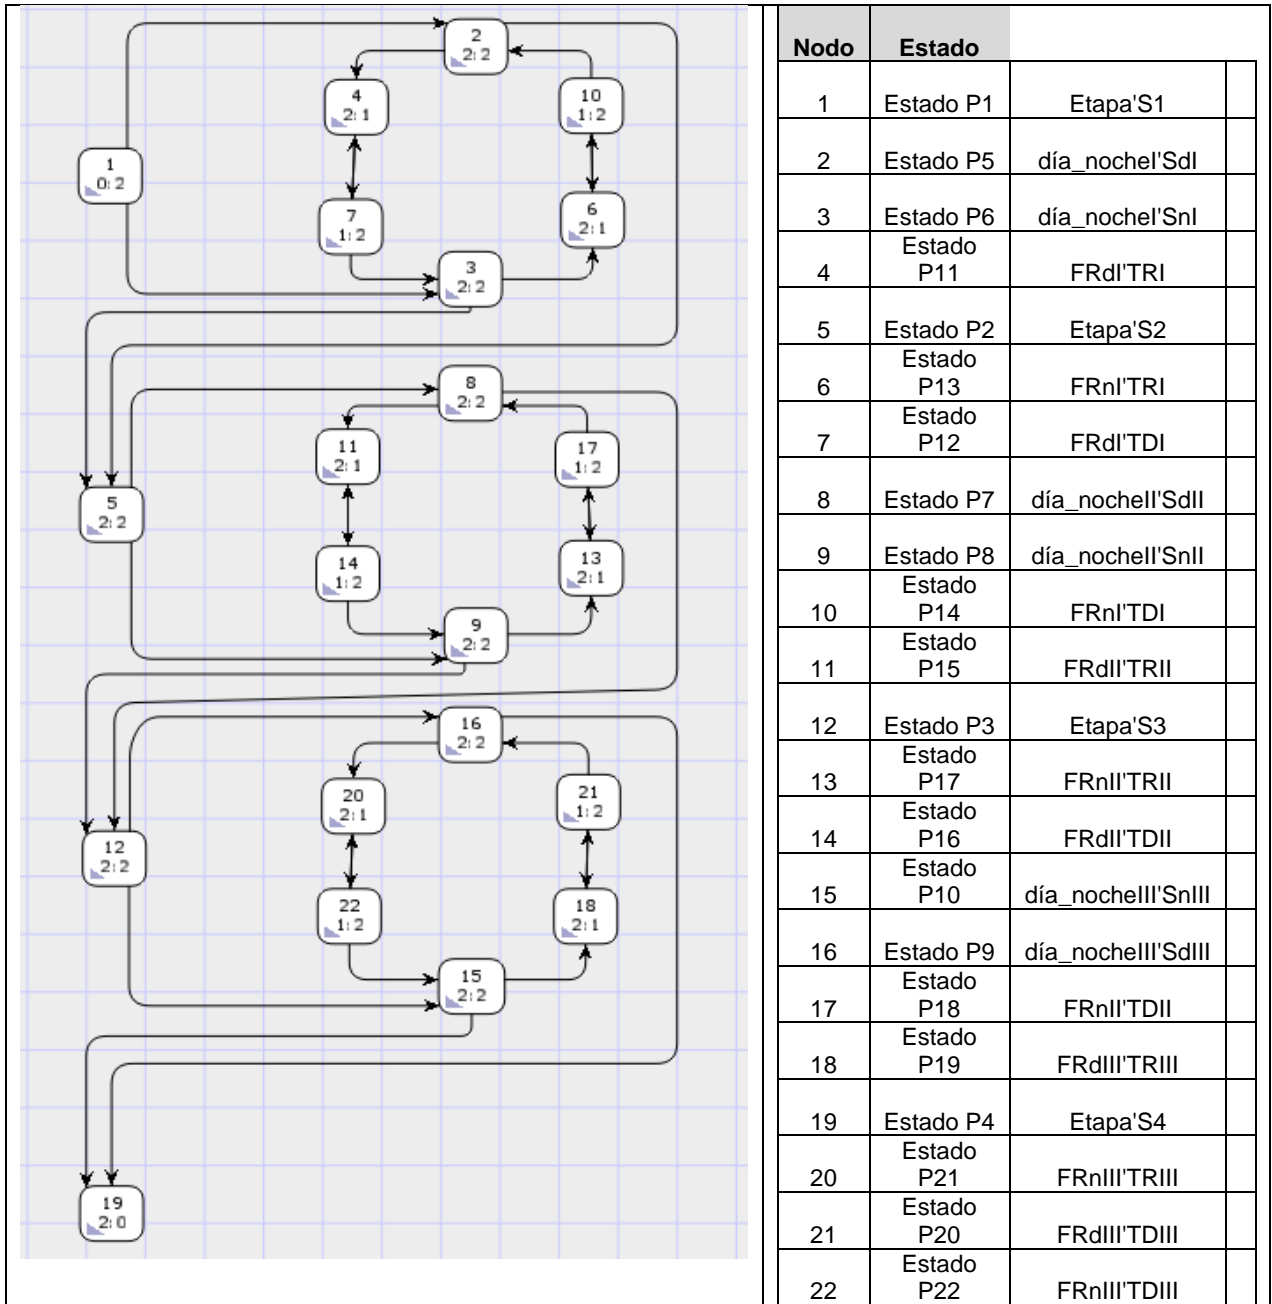 2
2:2
4
2:1
10
1:2
1
0:2
7
1:2
6
2:1
3
2:2
8
2:2
11
2:1
17
1:2
5
2:2
14
1:2
13
2:1
9
2:2
16
2:2
20
2:1
21
1:2
12
2:2
22
1:2
18
2:1
15
2:2
19
2:0
Nodo Estado
1 Estado P1 Etapa'S1
2 Estado P5 día_nocheI'SdI
3 Estado P6 día_nocheI'SnI
4 Estado P11 FRdI'TRI
5 Estado P2 Etapa'S2
6 Estado P13 FRnI'TRI
7 Estado P12 FRdI'TDI
8 Estado P7 día_nocheII'SdII
9 Estado P8 día_nocheII'SnII
10 Estado P14 FRnI'TDI
11 Estado P15 FRdII'TRII
12 Estado P3 Etapa'S3
13 Estado P17 FRnII'TRII
14 Estado P16 FRdII'TDII
15 Estado P10 día_nocheIII'SnIII
16 Estado P9 día_nocheIII'SdIII
17 Estado P18 FRnII'TDII
18 Estado P19 FRdIII'TRIII
19 Estado P4 Etapa'S4
20 Estado P21 FRnIII'TRIII
21 Estado P20 FRdIII'TDIII
22 Estado P22 FRnIII'TDIII